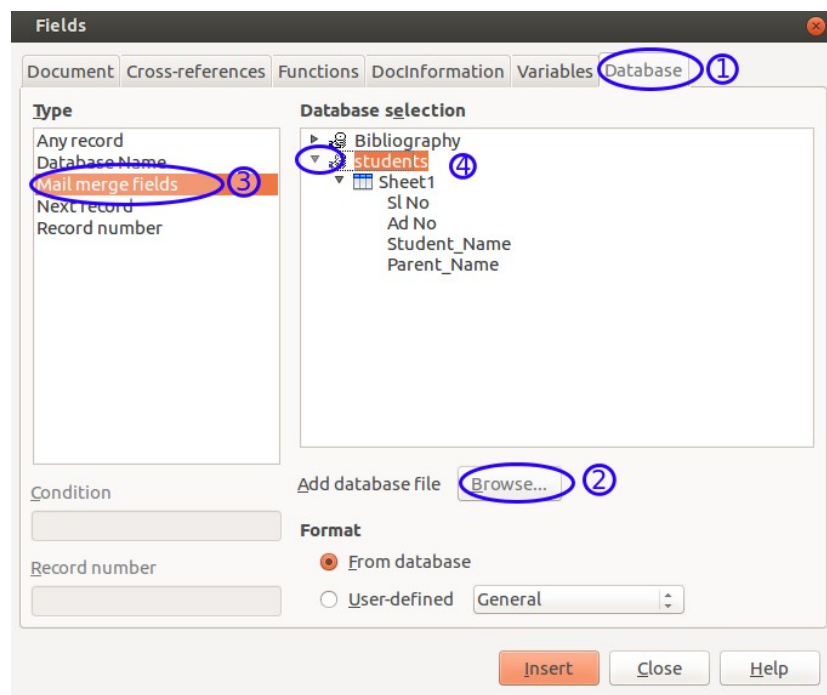 Fields
Document Cross-references Functions DocInformation Variables Database ①
Type
Any record
Database Name
Mail merge fields ③
Next record
Record number
Database selection
Bibliography
students ④
Sheet1
Sl No
Ad No
Student_Name
Parent_Name
Add database file Browse... ②
Condition
Record number
Format
From database
User-defined General
Insert Close Help